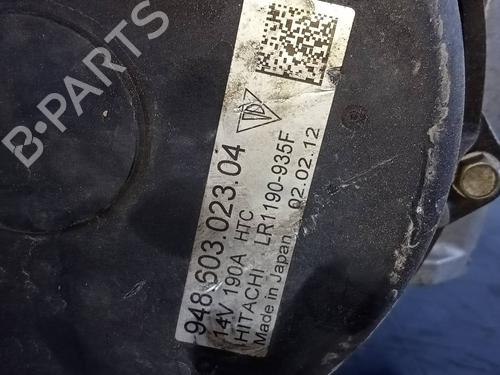 B-PARTS
948.603.023.04
14V 190A HTC
HITACHI LR1190-935F
Made in Japan 02.02.12